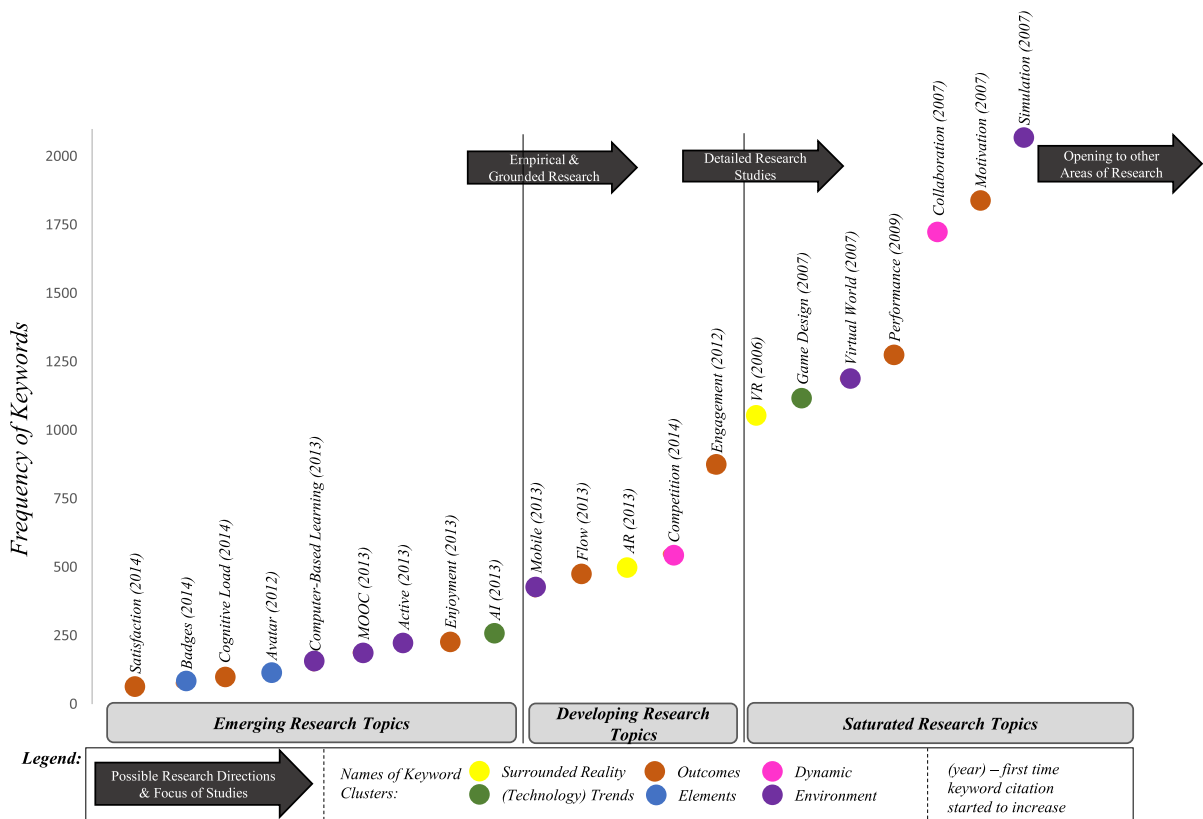 Frequency of Keywords
2000
1750
1500
1250
1000
750
500
250
0
Satisfaction (2014)
Badges (2014)
Cognitive Load (2014)
Avatar (2012)
Computer-Based Learning (2013)
MOOC (2013)
Active (2013)
Enjoyment (2013)
AI (2013)
Mobile (2013)
Flow (2013)
AR (2013)
Competition (2014)
Engagement (2012)
VR (2006)
Game Design (2007)
Virtual World (2007)
Performance (2009)
Collaboration (2007)
Motivation (2007)
Simulation (2007)
Empirical &
Grounded Research
Detailed Research
Studies
Opening to other
Areas of Research
Emerging Research Topics
Developing Research
Topics
Saturated Research Topics
Legend:
Possible Research Directions
& Focus of Studies
Names of Keyword
Clusters:
Surrounded Reality
(Technology) Trends
Outcomes
Elements
Dynamic
Environment
(year) – first time
keyword citation
started to increase